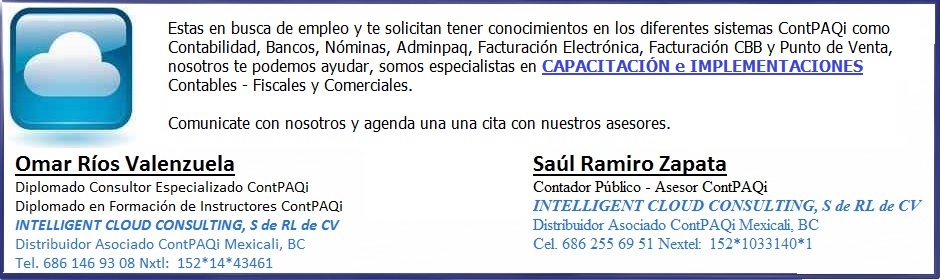 Estas en busca de empleo y te solicitan tener conocimientos en los diferentes sistemas ContPAQi como
Contabilidad, Bancos, Nóminas, Adminpaq, Facturación Electrónica, Facturación CBB y Punto de Venta,
nosotros te podemos ayudar, somos especialistas en CAPACITACIÓN e IMPLEMENTACIONES
Contables - Fiscales y Comerciales.
Comunicate con nosotros y agenda una una cita con nuestros asesores.
Omar Ríos Valenzuela
Diplomado Consultor Especializado ContPAQi
Diplomado en Formación de Instructores ContPAQi
INTELLIGENT CLOUD CONSULTING, S de RL de CV
Distribuidor Asociado ContPAQi Mexicali, BC
Tel. 686 146 93 08 Nxtl:  152*14*43461
Saúl Ramiro Zapata
Contador Público - Asesor ContPAQi
INTELLIGENT CLOUD CONSULTING, S de RL de CV
Distribuidor Asociado ContPAQi Mexicali, BC
Cel. 686 255 69 51 Nextel:  152*1033140*1